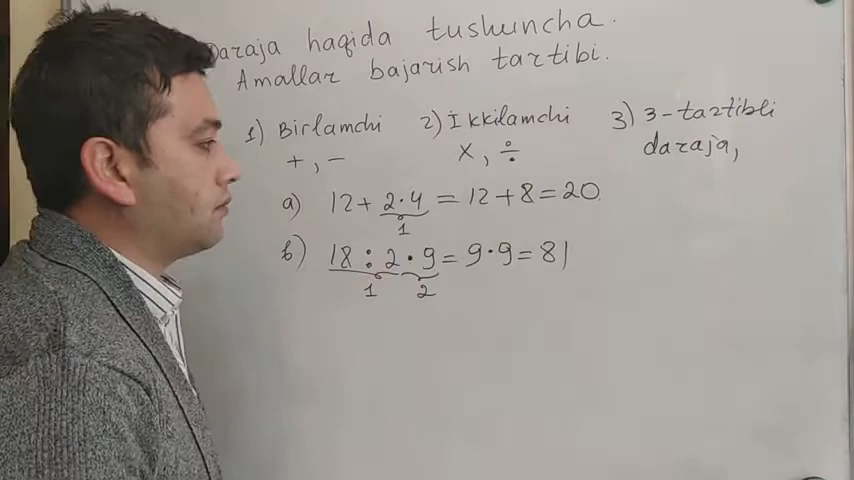 Daraja haqida tushuncha.
Amallar bajarish tartibi.
1) Birlamchi 2) İkkilamchi 3) 3-tartibli
+, - ×, ÷ daraja,
a) 12 + 2·4 = 12 + 8 = 20
1
b) 18 : 2 · 9 = 9·9 = 81
1 2